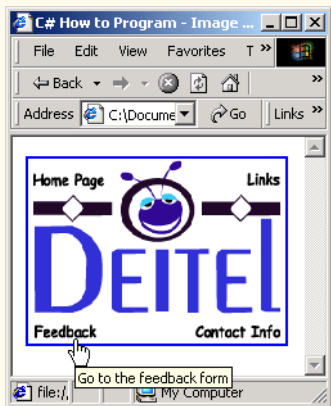 C# How to Program - Image ...
File Edit View Favorites T »
Back »
Address C:\Docume Go Links »
Home Page Links
DEITEL
Feedback Contact Info
Go to the feedback form
file:/, My Computer